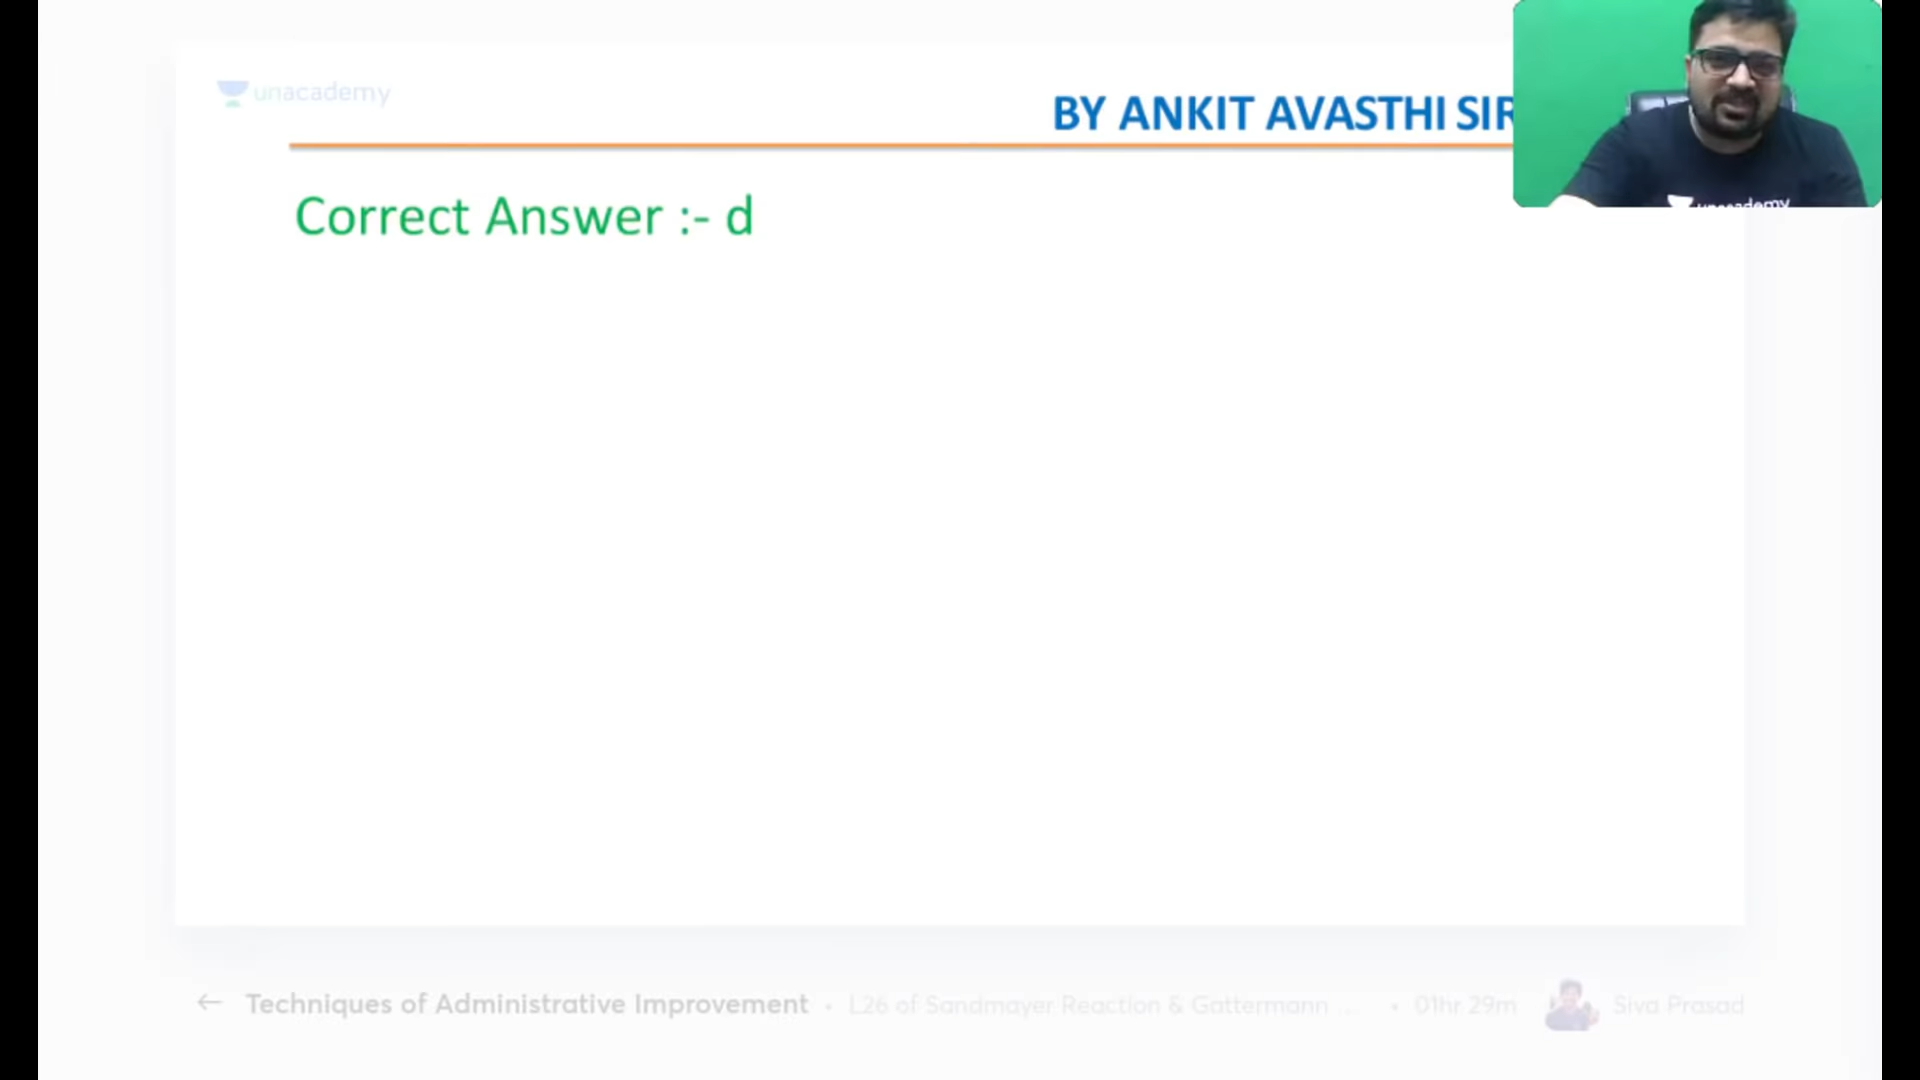 unacademy
BY ANKIT AVASTHI SIR
Correct Answer :- d
unacademy
← Techniques of Administrative Improvement • L26 of Sandmayer Reaction & Gattermann ... • 01hr 29m Siva Prasad